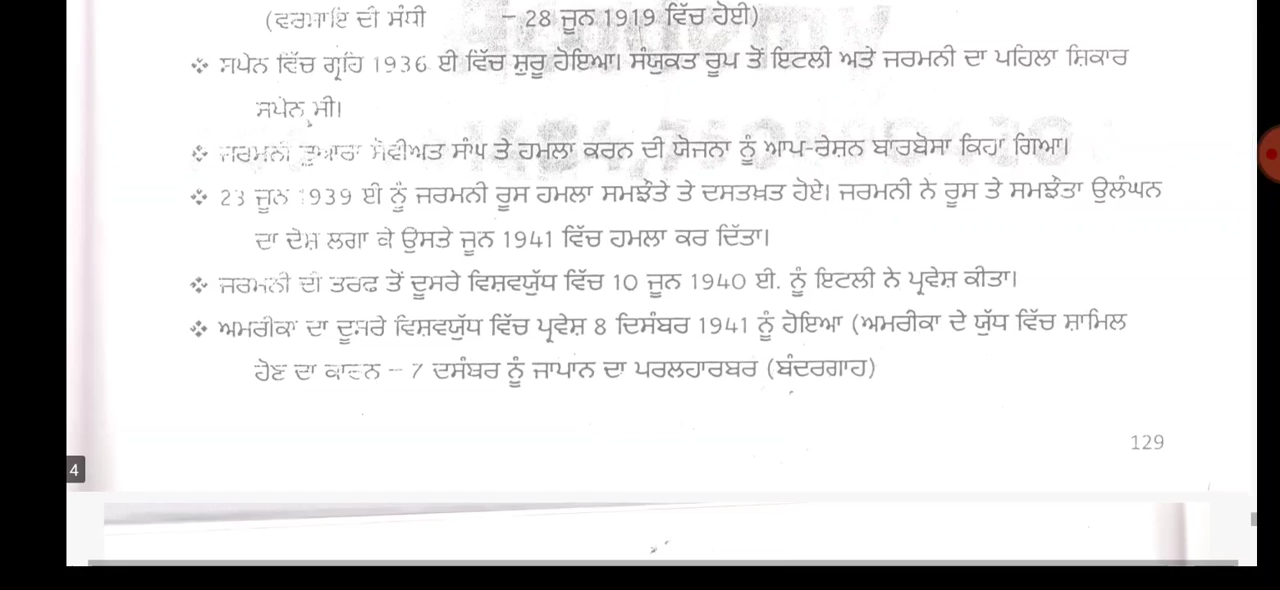 (ਵਰਸਾਇ ਦੀ ਸੰਧੀ – 28 ਜੂਨ 1919 ਵਿੱਚ ਹੋਈ)
❖ ਸਪੇਨ ਵਿੱਚ ਗ੍ਰਹਿ 1936 ਈ ਵਿੱਚ ਸ਼ੁਰੂ ਹੋਇਆ। ਸੰਯੁਕਤ ਰੂਪ ਤੋਂ ਇਟਲੀ ਅਤੇ ਜਰਮਨੀ ਦਾ ਪਹਿਲਾ ਸ਼ਿਕਾਰ
ਸਪੇਨ ਸੀ।
❖ ਜਰਮਨੀ ਦੁਆਰਾ ਸੋਵੀਅਤ ਸੰਘ ਤੇ ਹਮਲਾ ਕਰਨ ਦੀ ਯੋਜਨਾ ਨੂੰ ਆਪ-ਰੇਸ਼ਨ ਬਾਰਬੋਸਾ ਕਿਹਾ ਗਿਆ।
❖ 23 ਜੂਨ 1939 ਈ ਨੂੰ ਜਰਮਨੀ ਰੂਸ ਹਮਲਾ ਸਮਝੌਤੇ ਤੇ ਦਸਤਖ਼ਤ ਹੋਏ। ਜਰਮਨੀ ਨੇ ਰੂਸ ਤੇ ਸਮਝੌਤਾ ਉਲੰਘਨ
ਦਾ ਦੋਸ਼ ਲਗਾ ਕੇ ਉਸਤੇ ਜੂਨ 1941 ਵਿੱਚ ਹਮਲਾ ਕਰ ਦਿੱਤਾ।
❖ ਜਰਮਨੀ ਦੀ ਤਰਫ ਤੋਂ ਦੂਸਰੇ ਵਿਸ਼ਵਯੁੱਧ ਵਿੱਚ 10 ਜੂਨ 1940 ਈ. ਨੂੰ ਇਟਲੀ ਨੇ ਪ੍ਰਵੇਸ਼ ਕੀਤਾ।
❖ ਅਮਰੀਕਾ ਦਾ ਦੂਸਰੇ ਵਿਸ਼ਵਯੁੱਧ ਵਿੱਚ ਪ੍ਰਵੇਸ਼ 8 ਦਿਸੰਬਰ 1941 ਨੂੰ ਹੋਇਆ (ਅਮਰੀਕਾ ਦੇ ਯੁੱਧ ਵਿੱਚ ਸ਼ਾਮਿਲ
ਹੋਣ ਦਾ ਕਾਰਨ – 7 ਦਸੰਬਰ ਨੂੰ ਜਾਪਾਨ ਦਾ ਪਰਲਹਾਰਬਰ (ਬੰਦਰਗਾਹ)
129
4